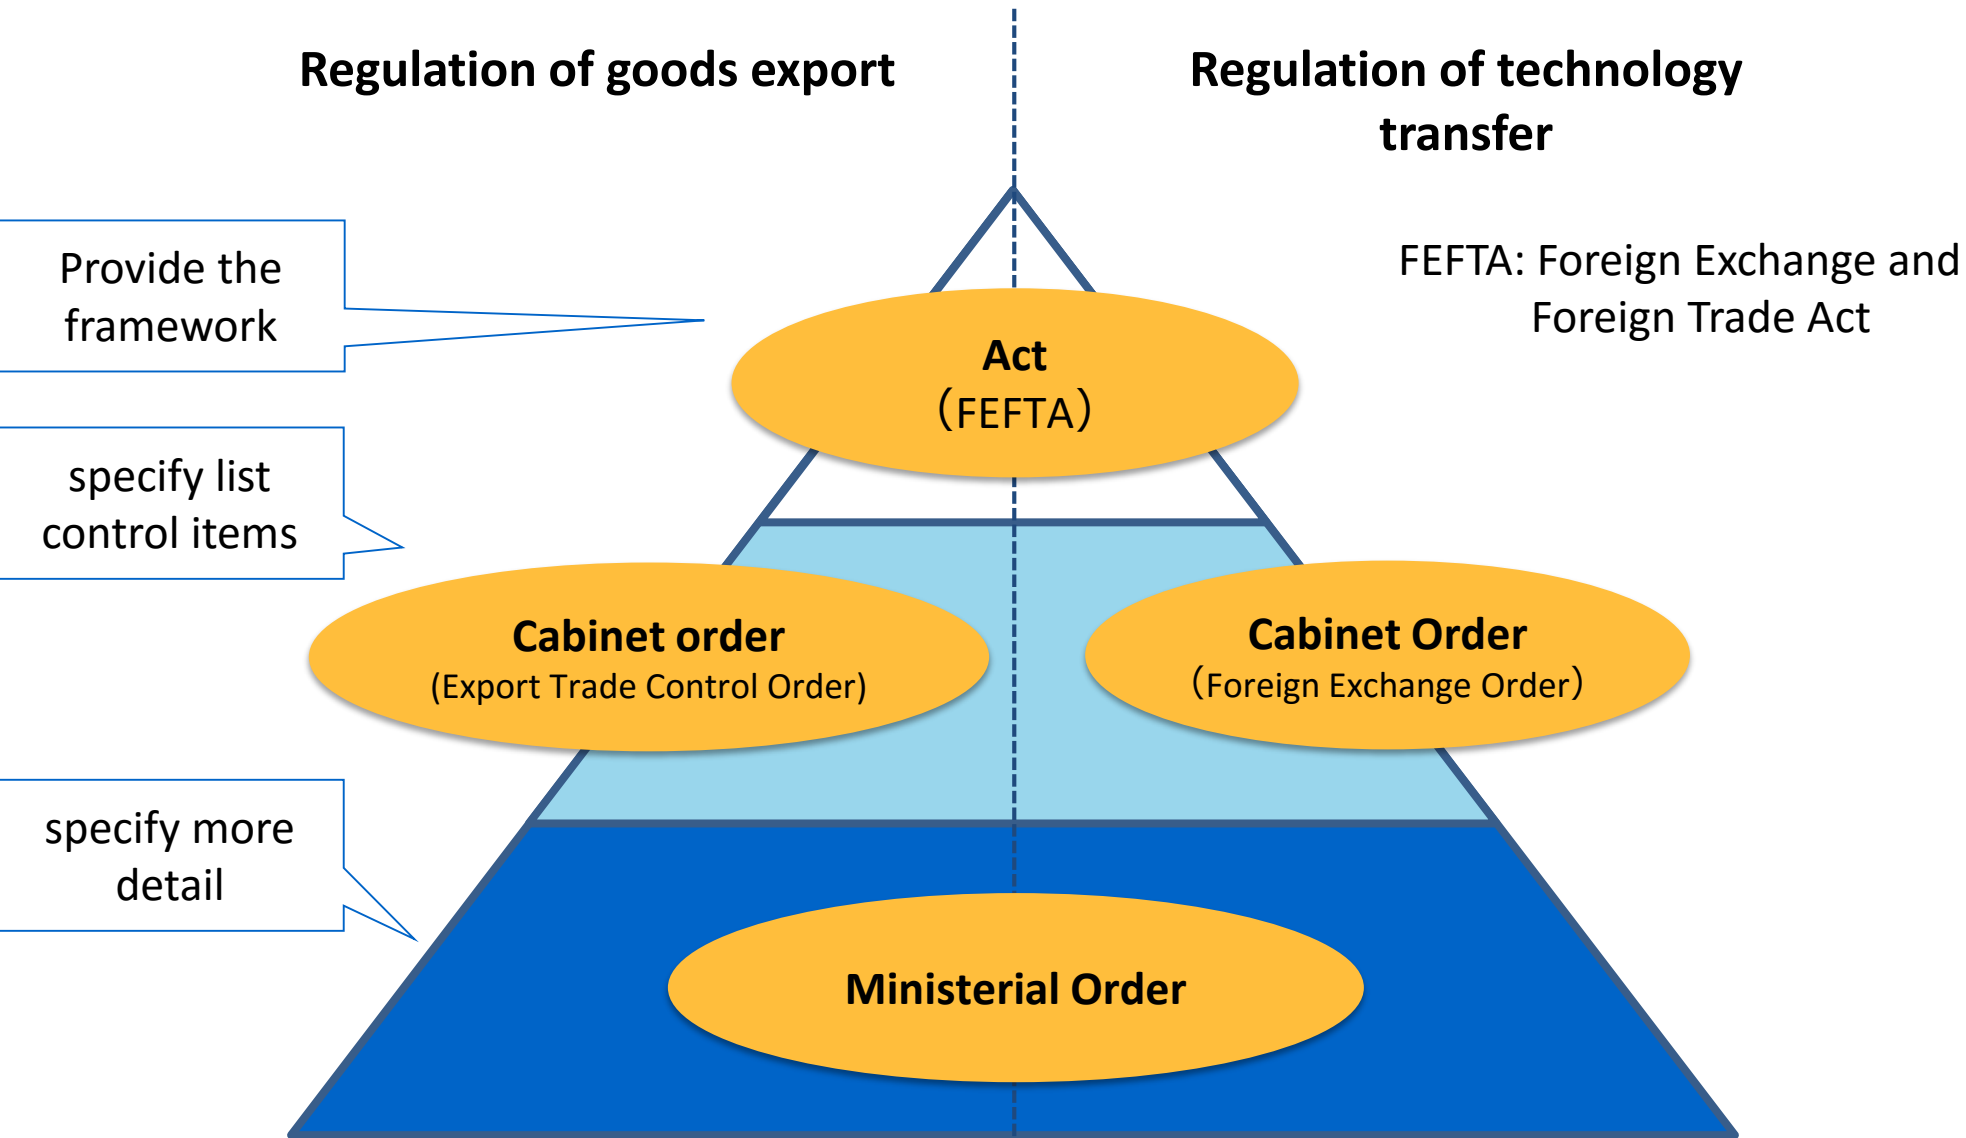 Regulation of goods export
Regulation of technology
transfer
Provide the
framework
FEFTA: Foreign Exchange and
Foreign Trade Act
Act
（FEFTA）
specify list
control items
Cabinet order
(Export Trade Control Order)
Cabinet Order
（Foreign Exchange Order）
specify more
detail
Ministerial Order